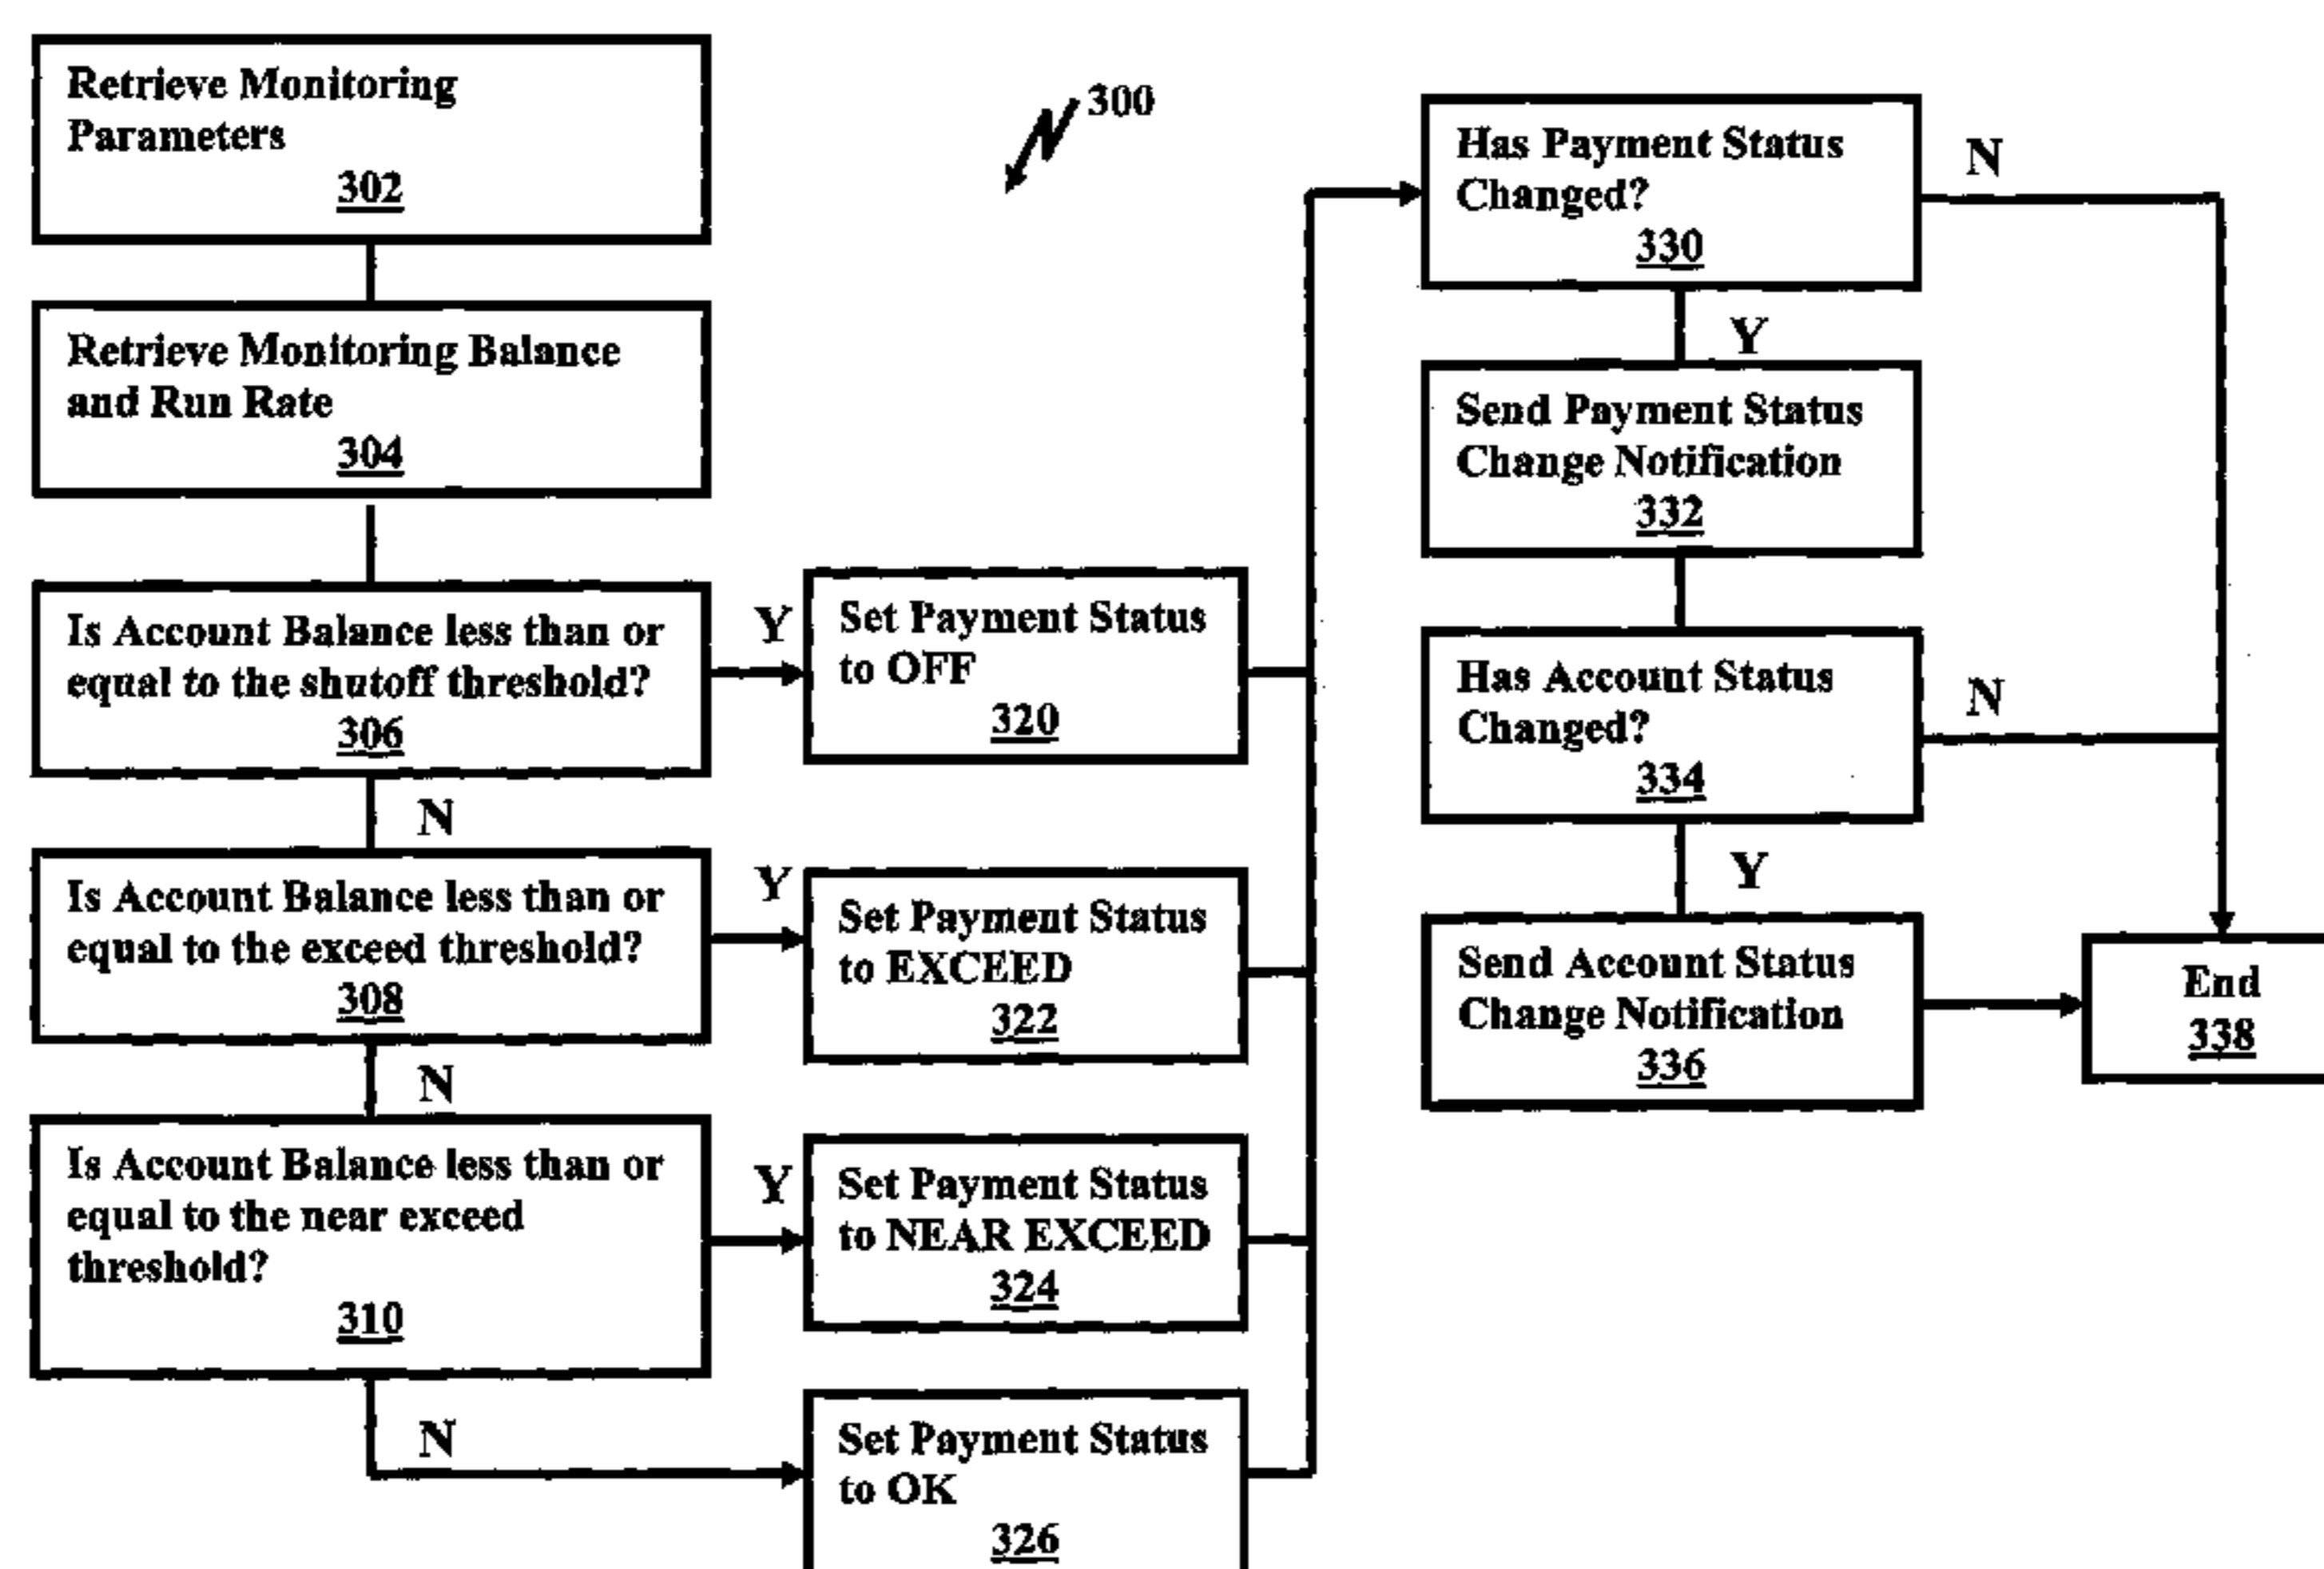 Retrieve Monitoring
Parameters
302
Retrieve Monitoring Balance
and Run Rate
304
Is Account Balance less than or
equal to the shutoff threshold?
306
Y
N
Is Account Balance less than or
equal to the exceed threshold?
308
Y
N
Is Account Balance less than or
equal to the near exceed
threshold?
310
Y
N
Set Payment Status
to OFF
320
Set Payment Status
to EXCEED
322
Set Payment Status
to NEAR EXCEED
324
Set Payment Status
to OK
326
300
Has Payment Status
Changed?
330
N
Y
Send Payment Status
Change Notification
332
Has Account Status
Changed?
334
N
Y
Send Account Status
Change Notification
336
End
338